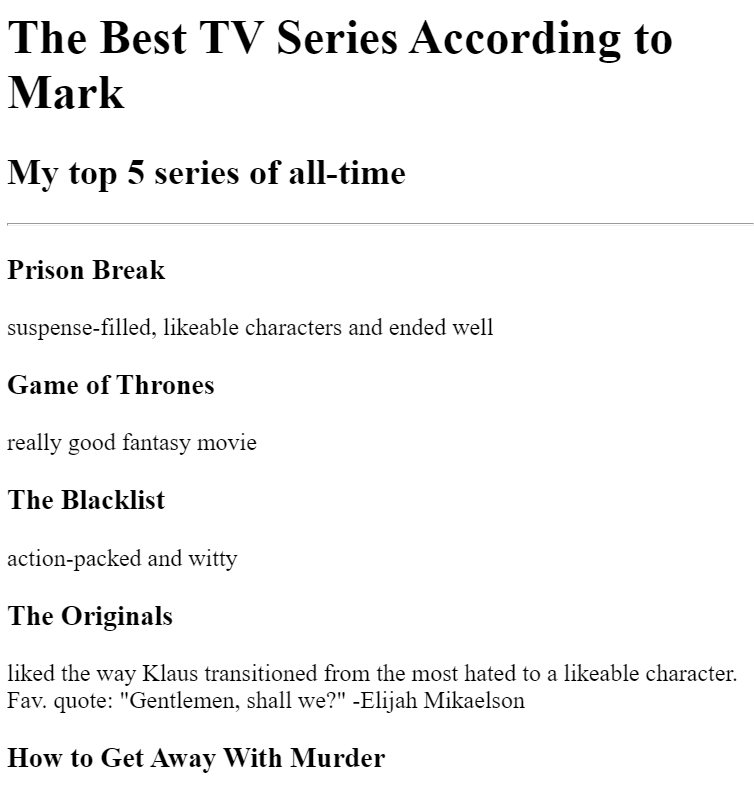 The Best TV Series According to
Mark
My top 5 series of all-time
Prison Break
suspense-filled, likeable characters and ended well
Game of Thrones
really good fantasy movie
The Blacklist
action-packed and witty
The Originals
liked the way Klaus transitioned from the most hated to a likeable character.
Fav. quote: "Gentlemen, shall we?" -Elijah Mikaelson
How to Get Away With Murder